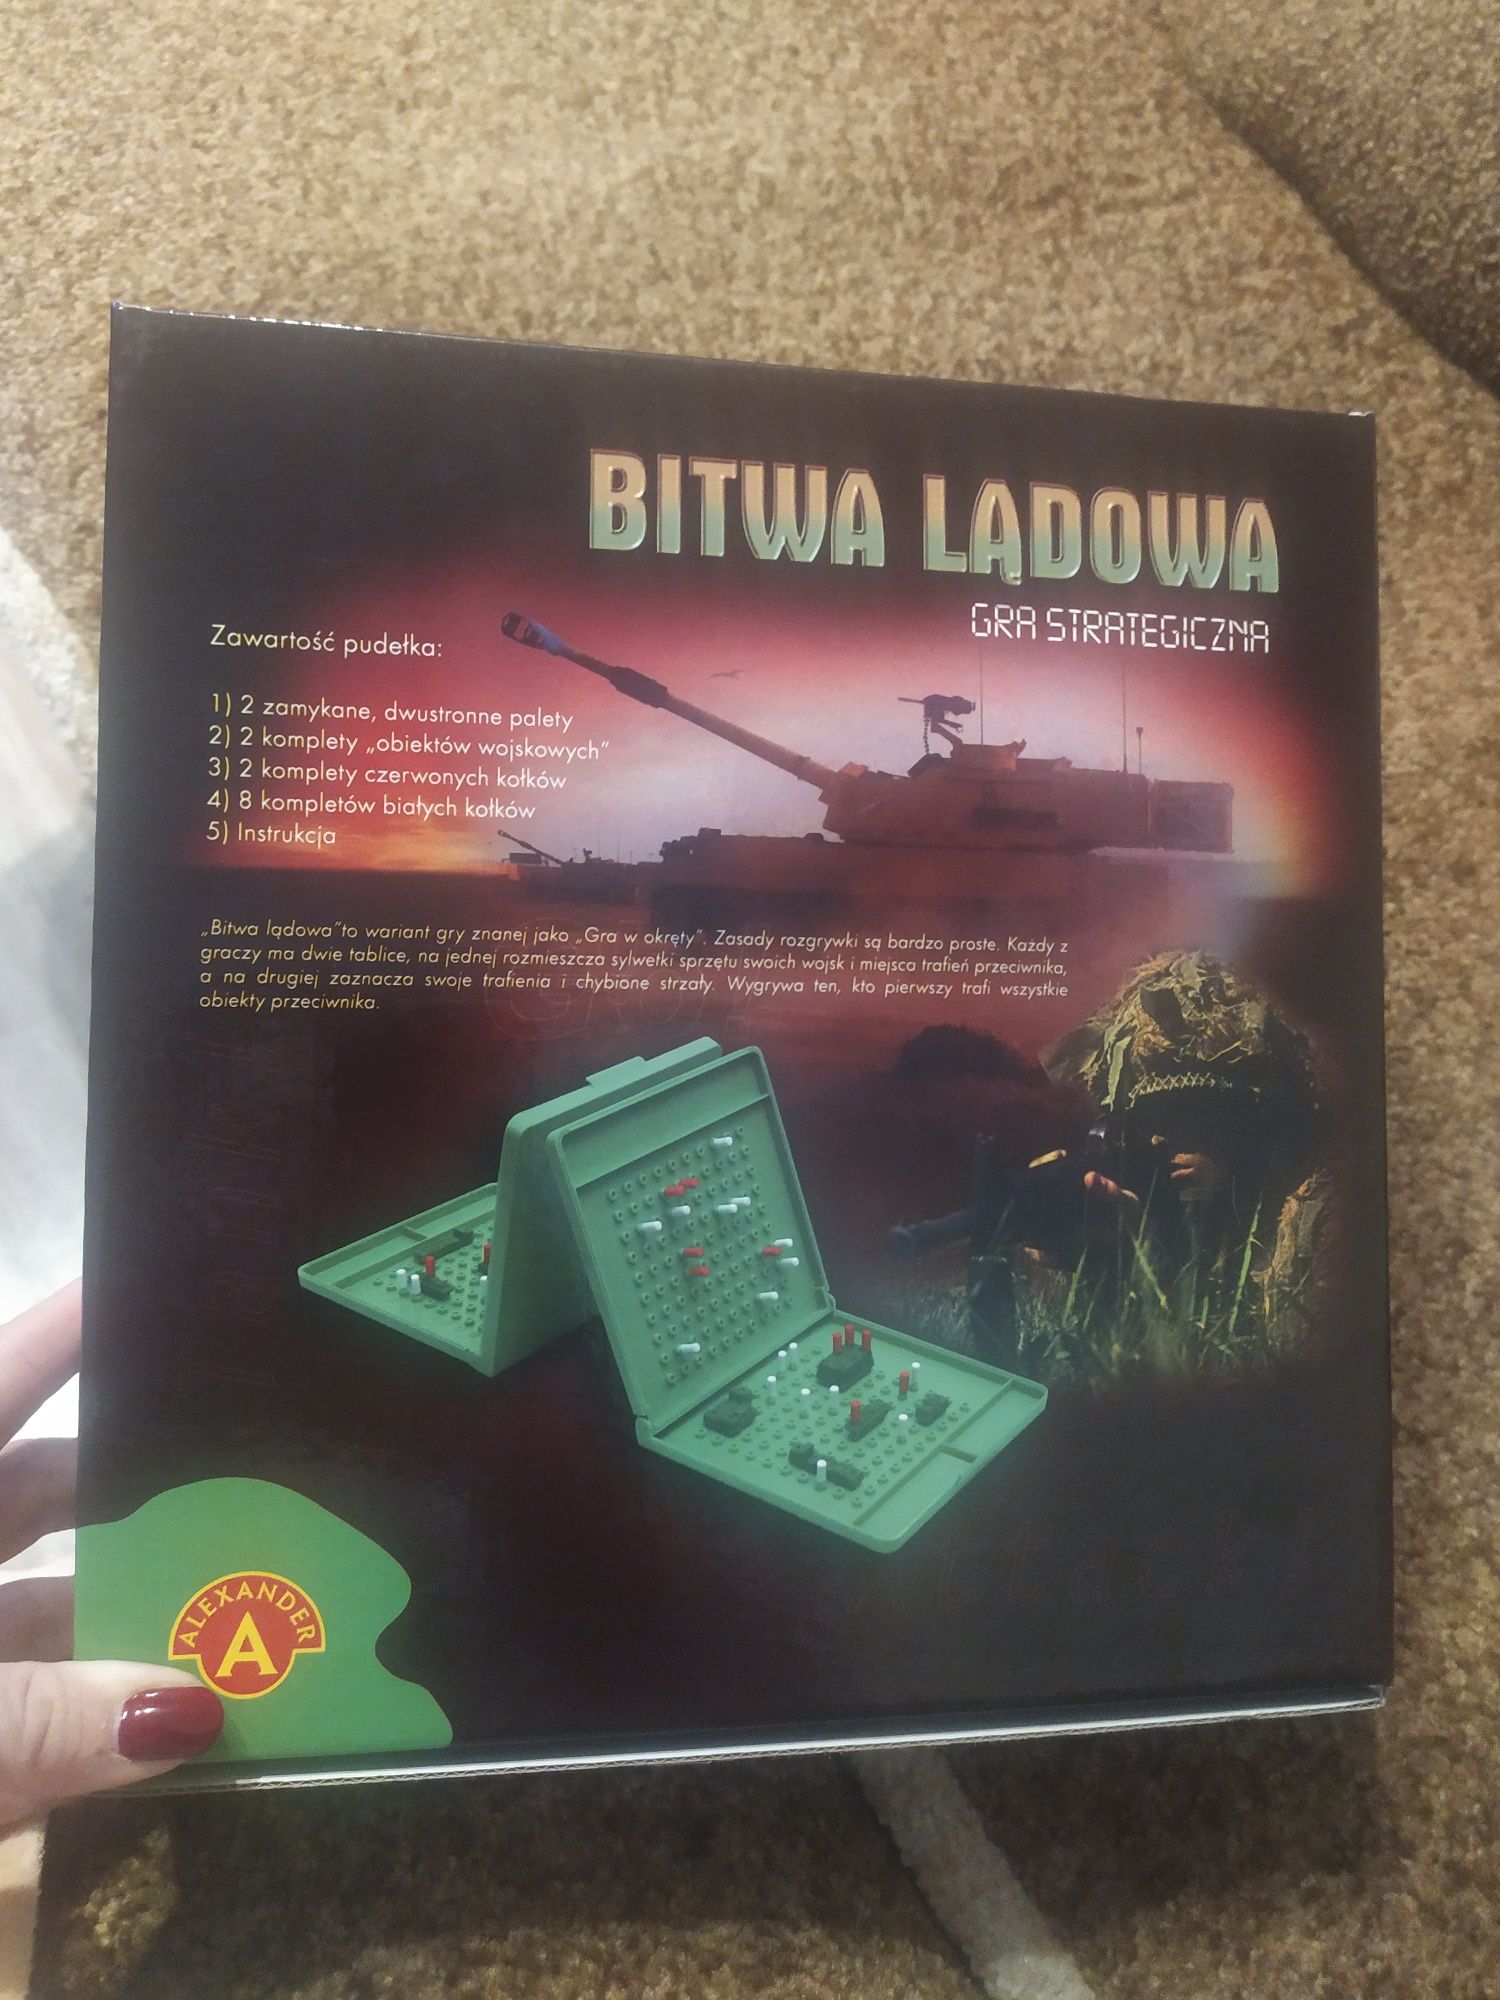 BITWA LĄDOWA
GRA STRATEGICZNA
Zawartość pudełka:
1) 2 zamykane, dwustronne palety
2) 2 komplety „obiektów wojskowych”
3) 2 komplety czerwonych kołków
4) 8 kompletów białych kołków
5) Instrukcja
„Bitwa lądowa”to wariant gry znanej jako „Gra w okręty”. Zasady rozgrywki są bardzo proste. Każdy z
graczy ma dwie tablice, na jednej rozmieszcza sylwetki sprzętu swoich wojsk i miejsca trafień przeciwnika,
a na drugiej zaznacza swoje trafienia i chybione strzały. Wygrywa ten, kto pierwszy trafi wszystkie
obiekty przeciwnika.
ALEXANDER
A